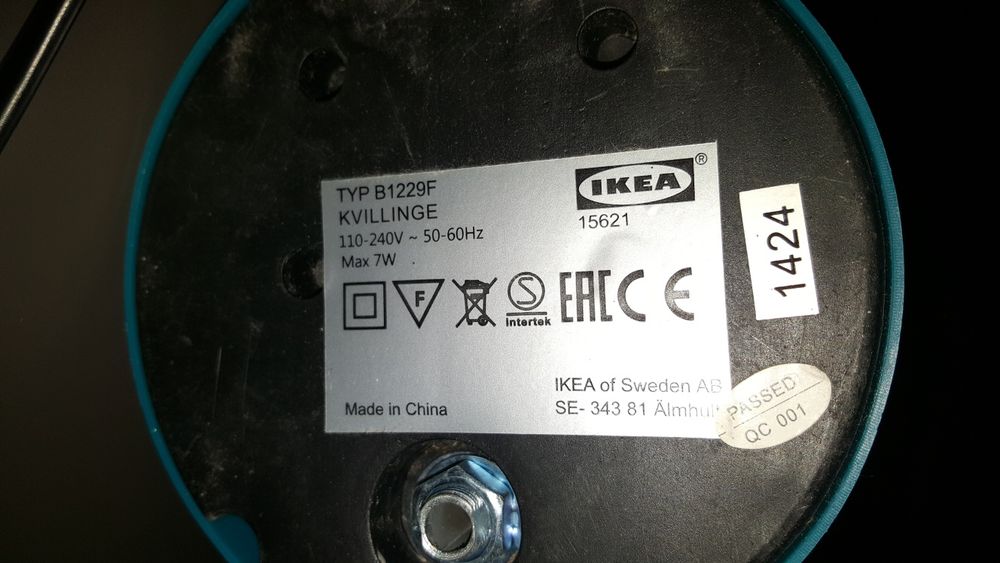 TYP B1229F
KVILLINGE
110-240V ~ 50-60Hz
Max 7W
IKEA®
15621
F
S
Intertek
EAC CE
Made in China
IKEA of Sweden AB
SE- 343 81 Älmhult
1424
PASSED
QC 001